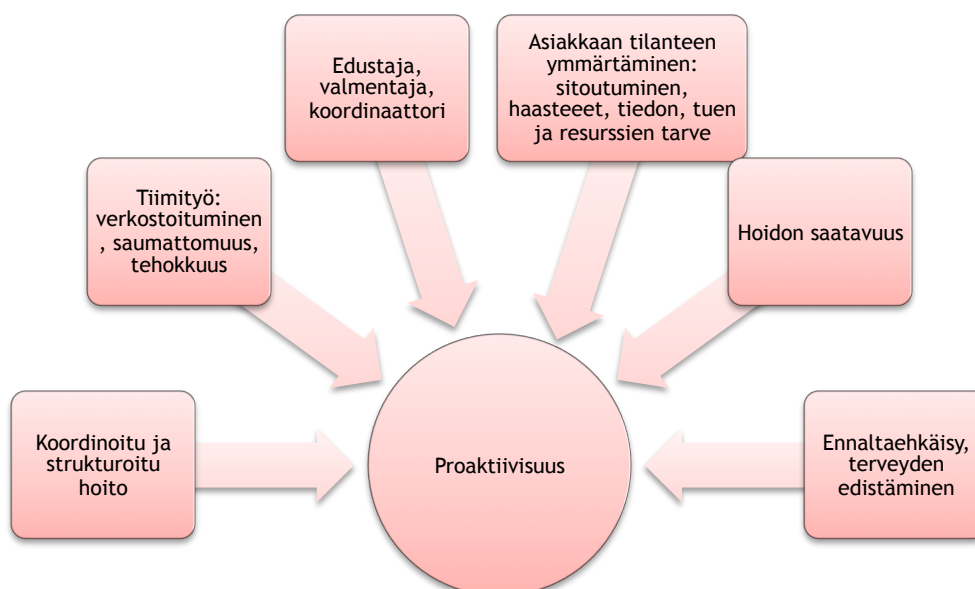 Edustaja,
valmentaja,
koordinaattori
Asiakkaan tilanteen
ymmärtäminen:
sitoutuminen,
haasteeet, tiedon, tuen
ja resurssien tarve
Tiimityö:
verkostoituminen
, saumattomuus,
tehokkuus
Hoidon saatavuus
Koordinoitu ja
strukturoitu
hoito
Proaktiivisuus
Ennaltaehkäisy,
terveyden
edistäminen